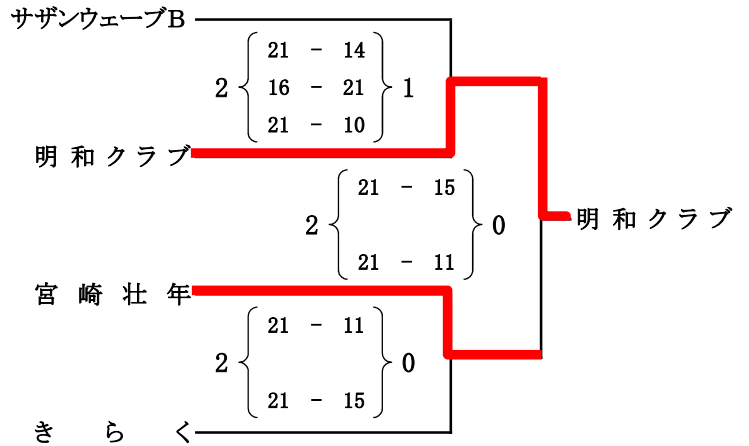 サザンウェーブB
21 - 14
2 16 - 21 1
21 - 10
明和クラブ
21 - 15
2 0
明和クラブ
21 - 11
宮崎壮年
21 - 11
2 0
21 - 15
きらく